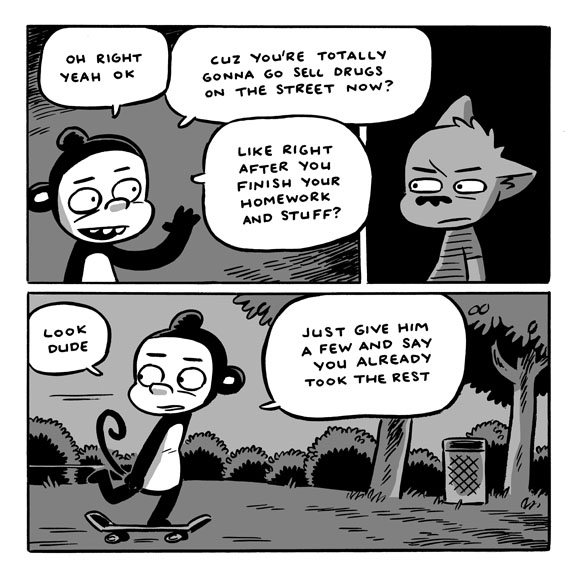 OH RIGHT
YEAH OK
CUZ YOU'RE TOTALLY
GONNA GO SELL DRUGS
ON THE STREET NOW?
LIKE RIGHT
AFTER YOU
FINISH YOUR
HOMEWORK
AND STUFF?
LOOK
DUDE
JUST GIVE HIM
A FEW AND SAY
YOU ALREADY
TOOK THE REST